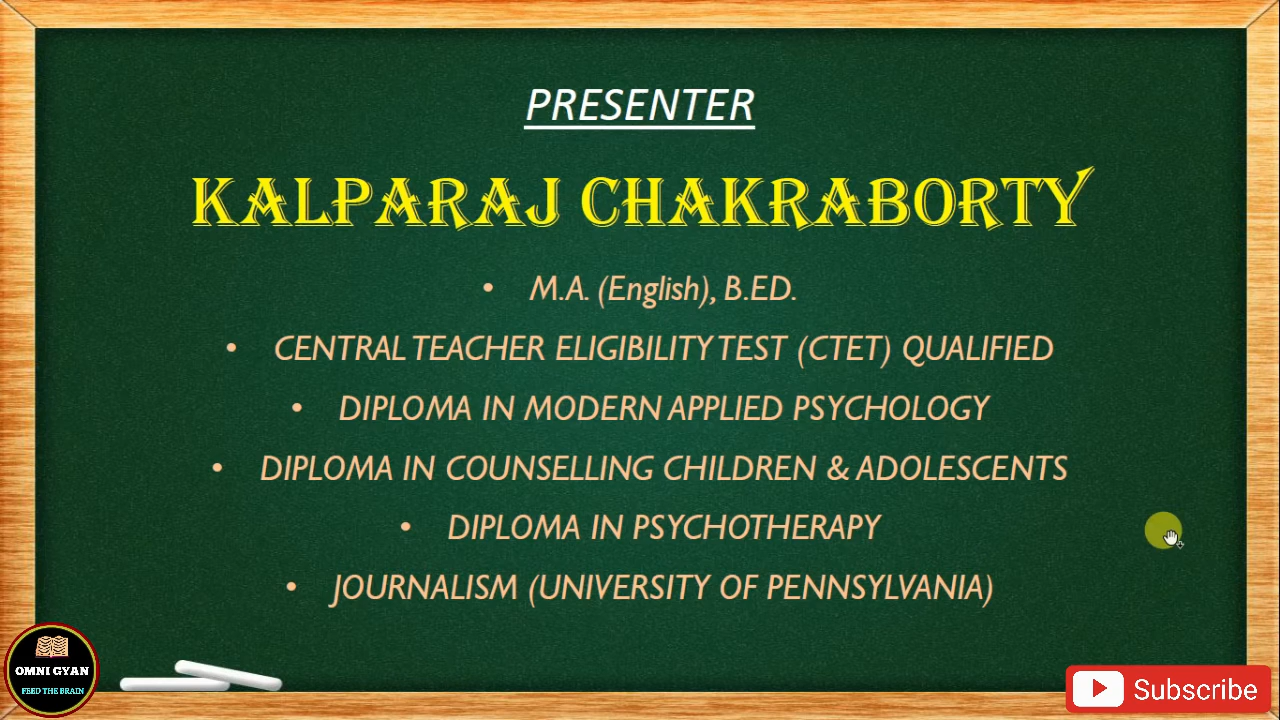 PRESENTER
KALPARAJ CHAKRABORTY
• M.A. (English), B.ED.
• CENTRAL TEACHER ELIGIBILITY TEST (CTET) QUALIFIED
• DIPLOMA IN MODERN APPLIED PSYCHOLOGY
• DIPLOMA IN COUNSELLING CHILDREN & ADOLESCENTS
• DIPLOMA IN PSYCHOTHERAPY
• JOURNALISM (UNIVERSITY OF PENNSYLVANIA)
OMNI GYAN
FEED THE BRAIN
Subscribe